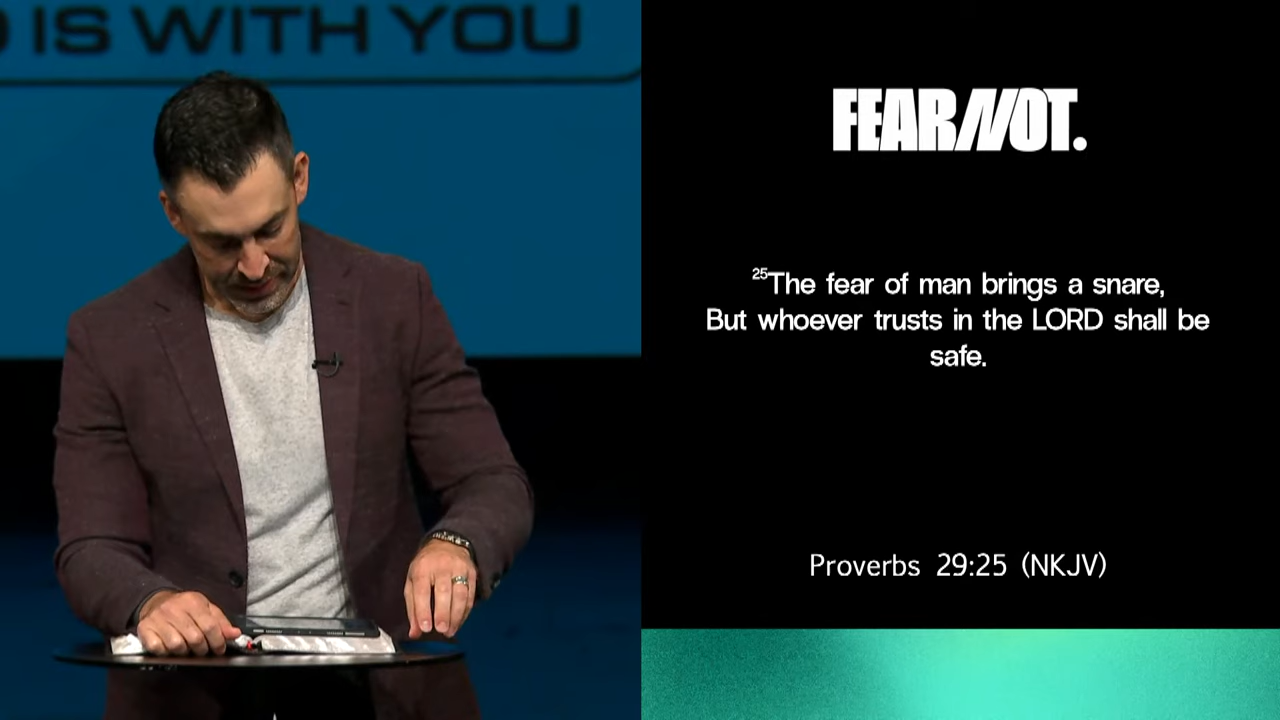 IS WITH YOU
FEAR NOT.
25The fear of man brings a snare,
But whoever trusts in the LORD shall be
safe.
Proverbs 29:25 (NKJV)